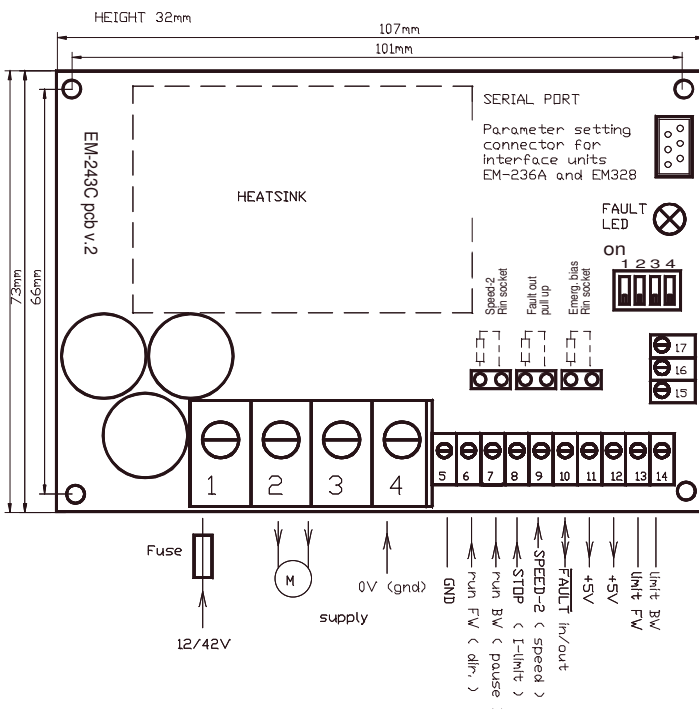 HEIGHT 32mm
107mm
101mm
73mm
66mm
EM-243C pcb v.2
HEATSINK
SERIAL PORT
Parameter setting
connector for
interface units
EM-236A and EM328
FAULT
LED
on
1 2 3 4
Speed-2
Rin socket
Fault out
pull up
Emerg. bias
Rin socket
17
16
15
1
2
3
4
5
6
7
8
9
10
11
12
13
14
Fuse
12/42V
M
supply
0V (gnd)
GND
run FW ( dir. )
run BW ( pause
STOP ( I-limit )
SPEED-2 ( speed )
FAULT in/out
+5V
+5V
limit FW
limit BW